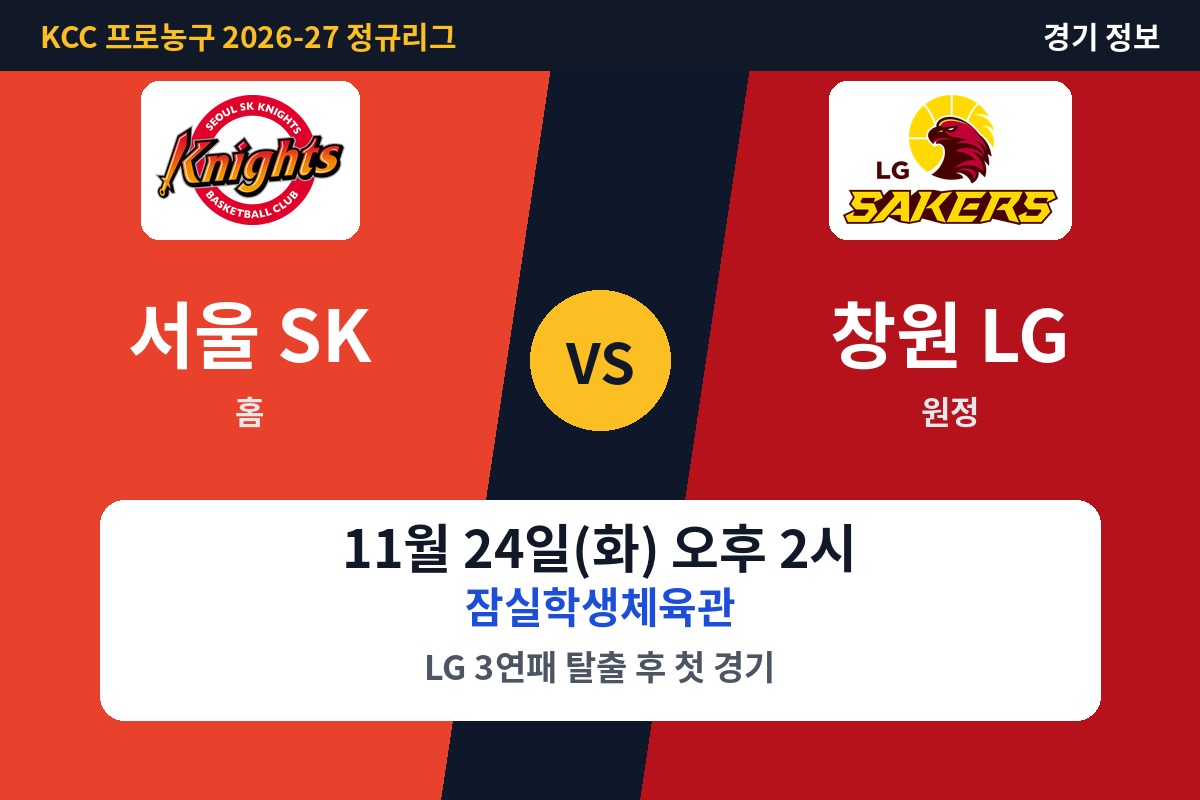 KCC 프로농구 2026-27 정규리그
경기 정보
SEOUL SK KNIGHTS
Knights
BASKETBALL CLUB
LG
SAKERS
서울 SK
창원 LG
홈
VS
원정
11월 24일(화) 오후 2시
잠실학생체육관
LG 3연패 탈출 후 첫 경기